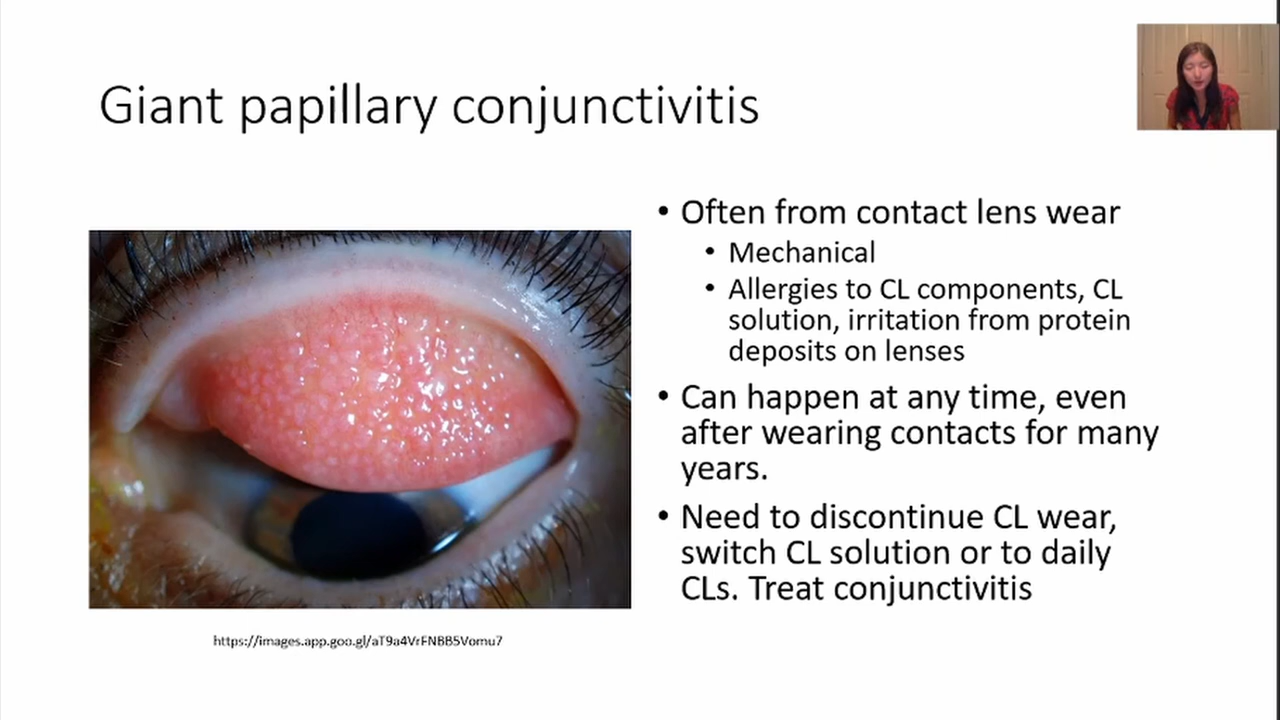 Giant papillary conjunctivitis
• Often from contact lens wear
• Mechanical
• Allergies to CL components, CL
solution, irritation from protein
deposits on lenses
• Can happen at any time, even
after wearing contacts for many
years.
• Need to discontinue CL wear,
switch CL solution or to daily
CLs. Treat conjunctivitis
https://images.app.goo.gl/aT9a4VrFNBB5Vomu7